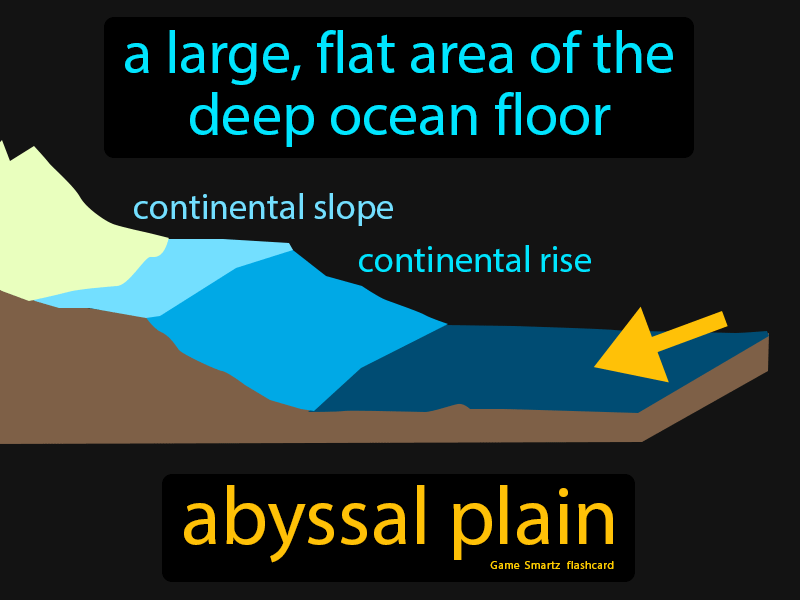 a large, flat area of the
deep ocean floor
continental slope
continental rise
abyssal plain
Game Smartz flashcard